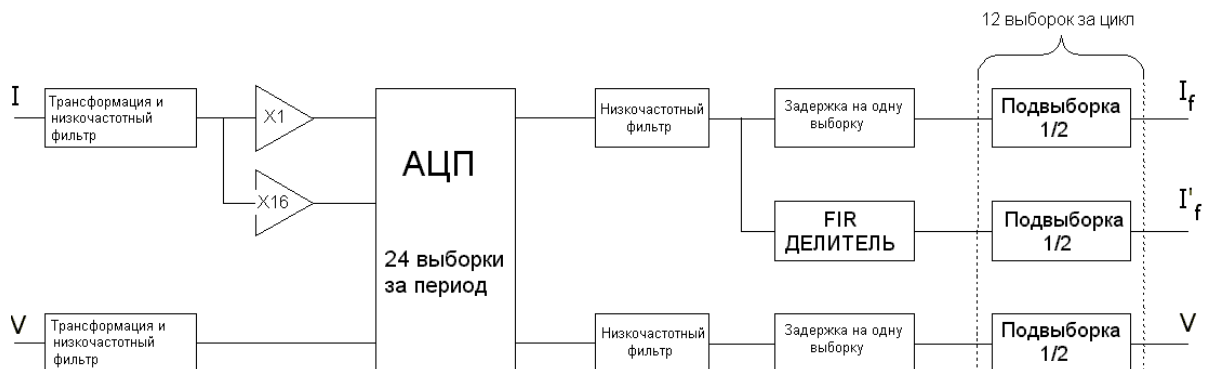 12 выборок за цикл
I
Трансформация и
низкочастотный
фильтр
X1
X16
АЦП
24 выборки
за период
Низкочастотный
фильтр
Задержка на одну
выборку
Подвыборка
1/2
I_f
FIR
ДЕЛИТЕЛЬ
Подвыборка
1/2
I'_f
V
Трансформация и
низкочастотный
фильтр
Низкочастотный
фильтр
Задержка на одну
выборку
Подвыборка
1/2
V